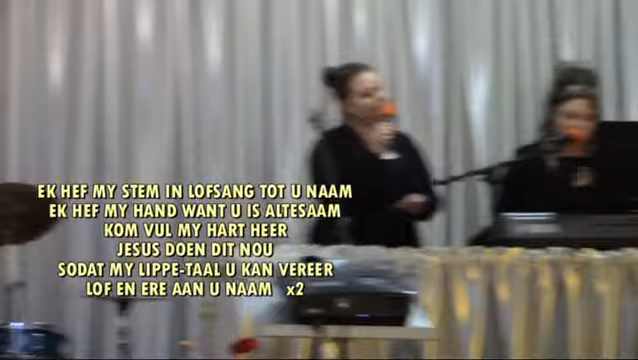 EK HEF MY STEM IN LOFSANG TOT U NAAM
EK HEF MY HAND WANT U IS ALTESAAM
KOM VUL MY HART HEER
JESUS DOEN DIT NOU
SODAT MY LIPPE-TAAL U KAN VEREER
LOF EN ERE AAN U NAAM x2